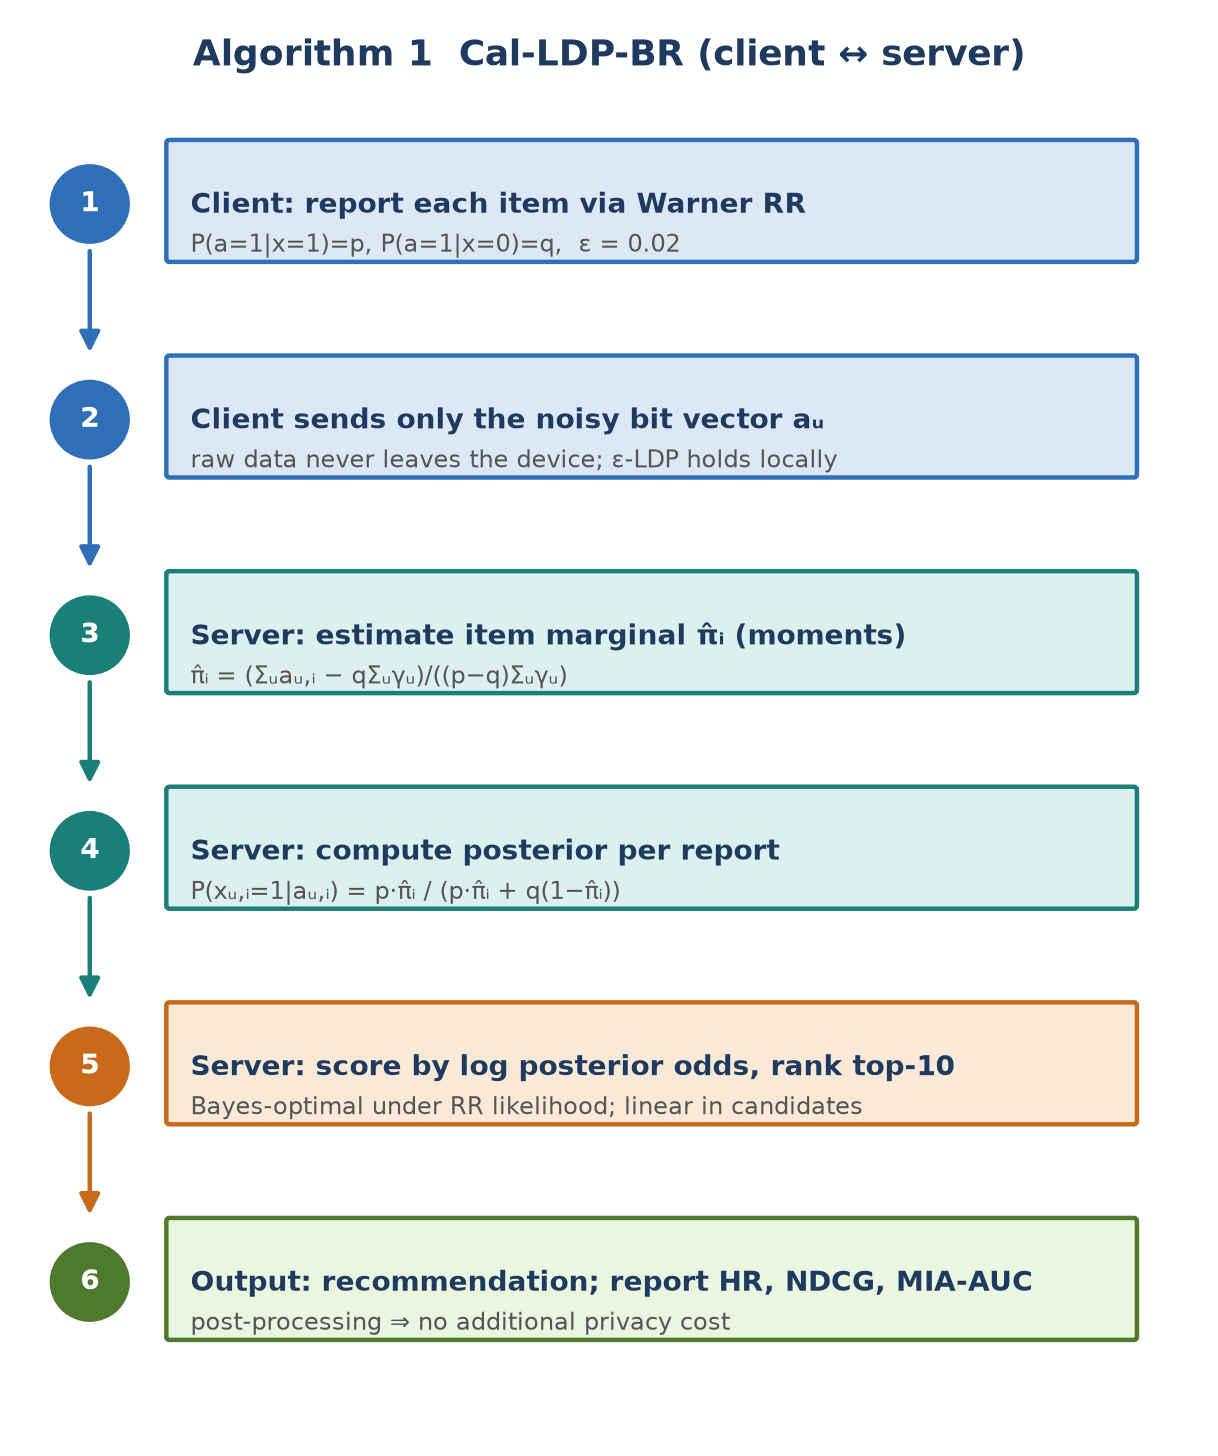 Algorithm 1  Cal-LDP-BR (client ↔ server)
1
Client: report each item via Warner RR
P(a=1|x=1)=p, P(a=1|x=0)=q,  ε = 0.02
2
Client sends only the noisy bit vector aᵤ
raw data never leaves the device; ε-LDP holds locally
3
Server: estimate item marginal π̂ᵢ (moments)
π̂ᵢ = (Σᵤaᵤ,ᵢ − qΣᵤγᵤ)/((p−q)Σᵤγᵤ)
4
Server: compute posterior per report
P(xᵤ,ᵢ=1|aᵤ,ᵢ) = p·π̂ᵢ / (p·π̂ᵢ + q(1−π̂ᵢ))
5
Server: score by log posterior odds, rank top-10
Bayes-optimal under RR likelihood; linear in candidates
6
Output: recommendation; report HR, NDCG, MIA-AUC
post-processing ⇒ no additional privacy cost